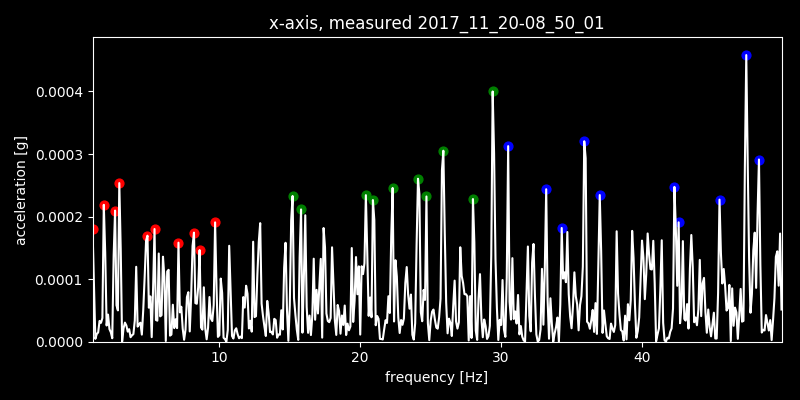 x-axis, measured 2017_11_20-08_50_01
acceleration [g]
0.0004
0.0003
0.0002
0.0001
0.0000
10 20 30 40
frequency [Hz]